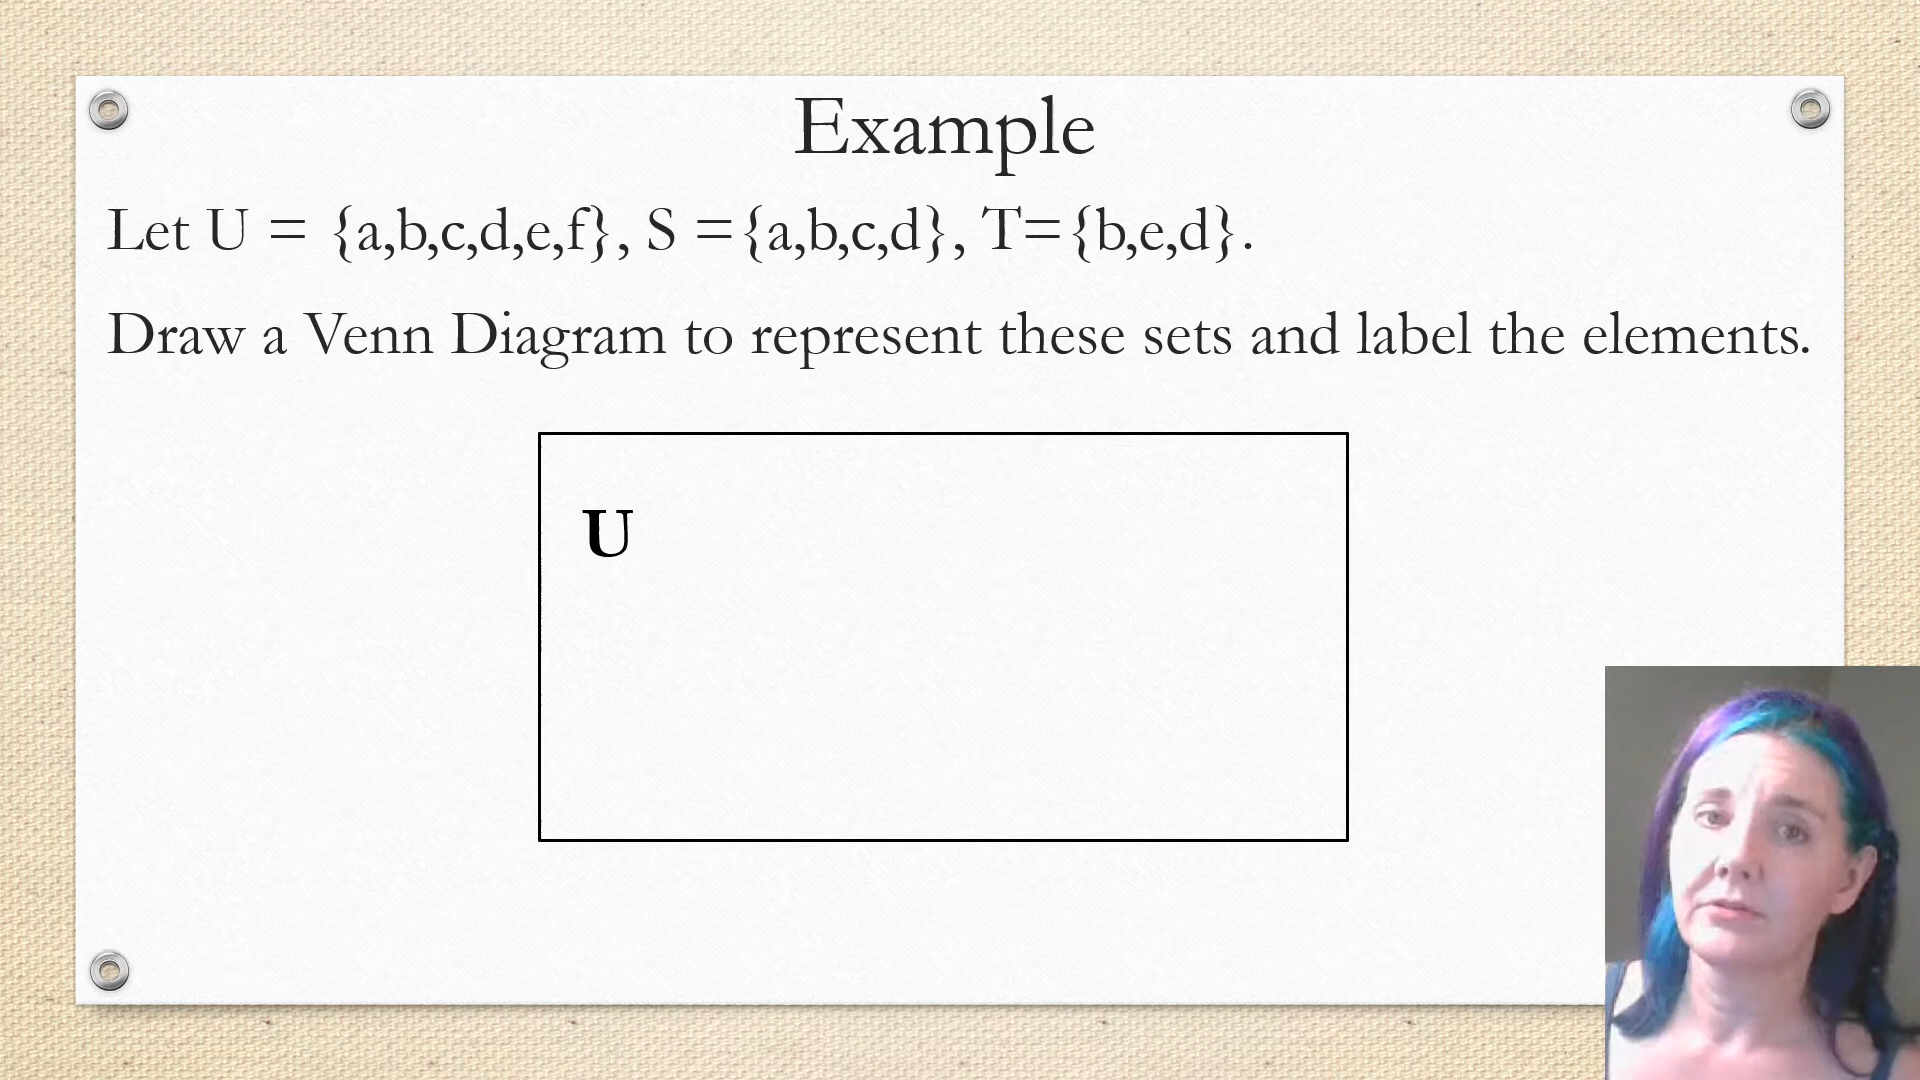 Example
Let U = {a,b,c,d,e,f}, S ={a,b,c,d}, T={b,e,d}.
Draw a Venn Diagram to represent these sets and label the elements.
U